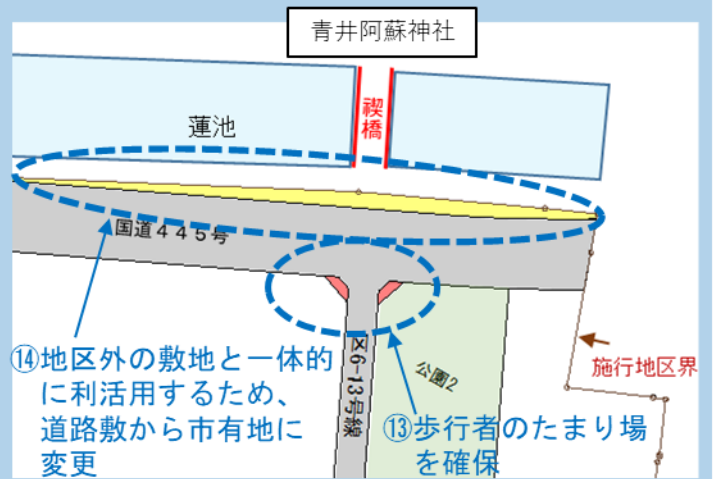 青井阿蘇神社
禊橋
蓮池
国道445号
⑭地区外の敷地と一体的
に利活用するため、
道路敷から市有地に
変更
区6-13号線
公園2
⑬歩行者のたまり場
を確保
施行地区界